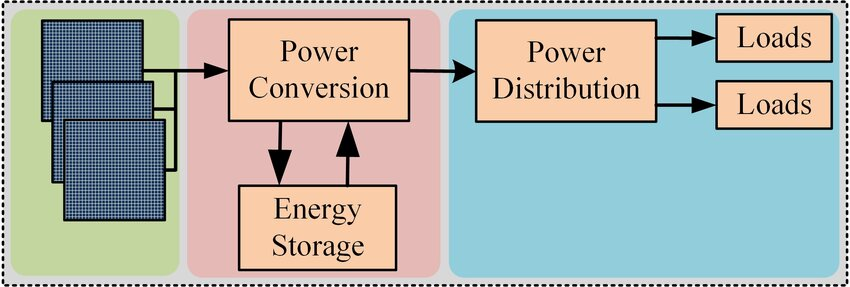 Power
Conversion
Energy
Storage
Power
Distribution
Loads
Loads